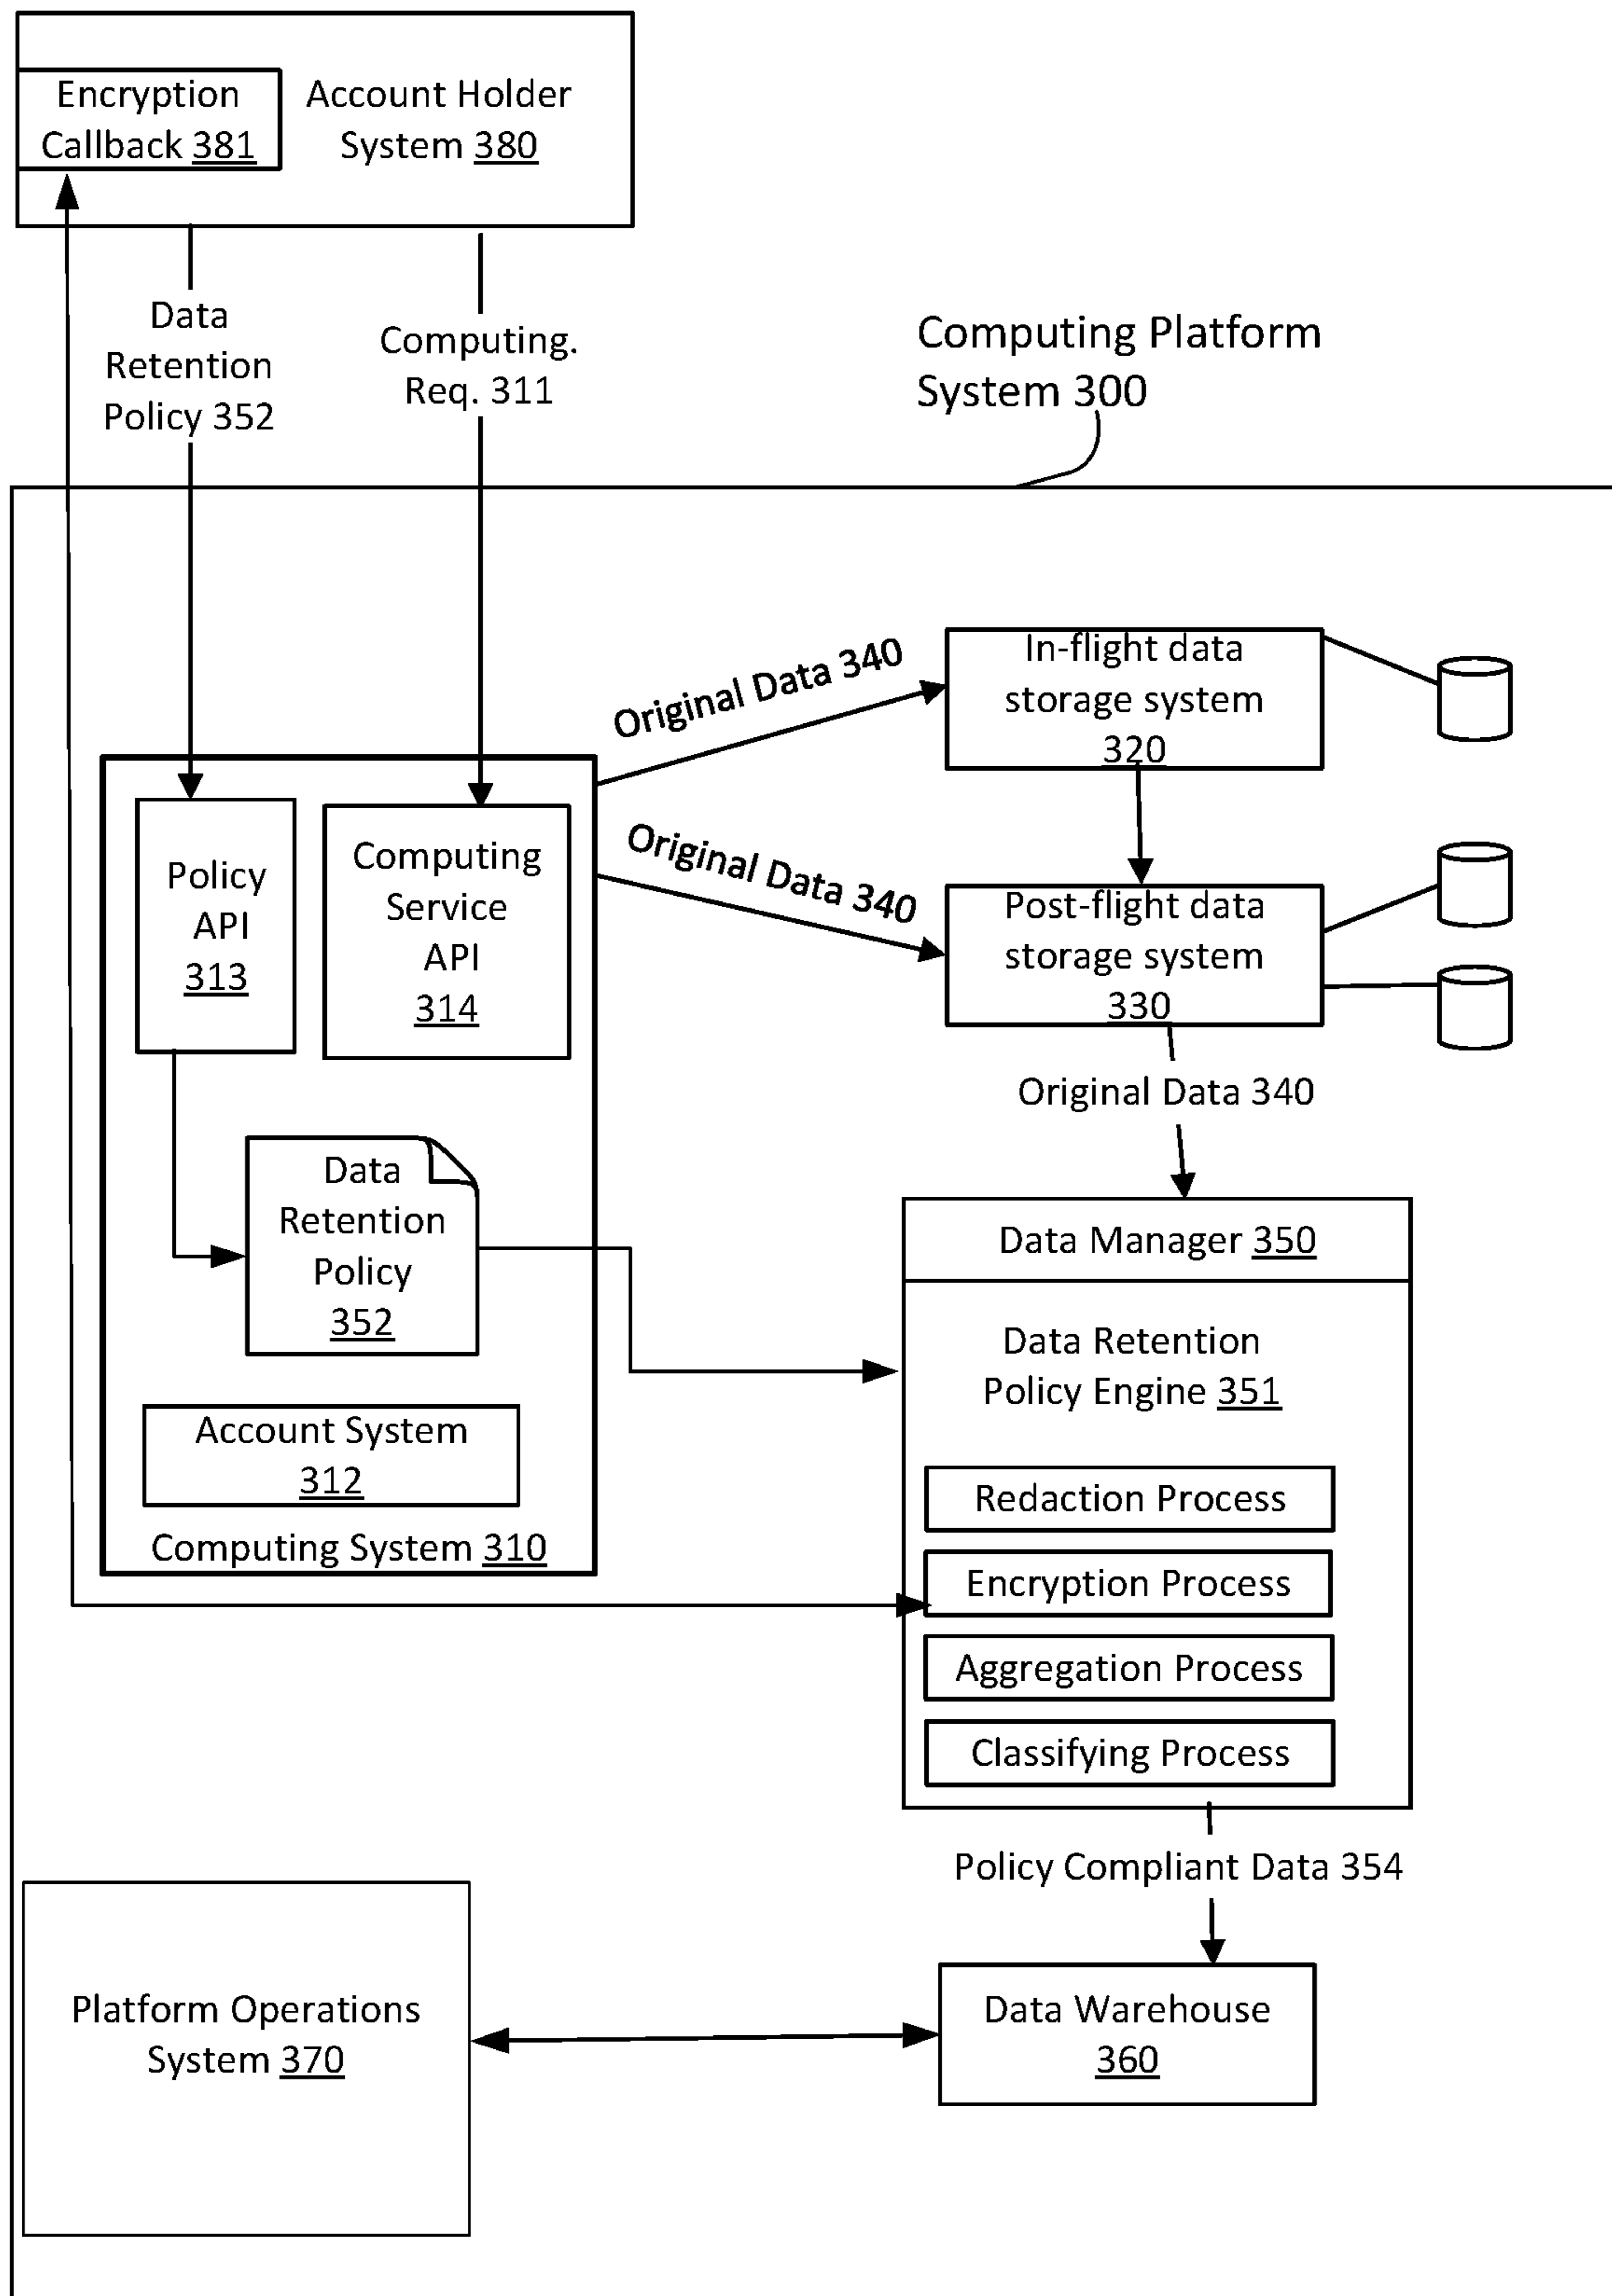 Encryption
Callback 381
Account Holder
System 380
Data
Retention
Policy 352
Computing.
Req. 311
Computing Platform
System 300
Original Data 340
In-flight data
storage system
320
Original Data 340
Post-flight data
storage system
330
Policy
API
313
Computing
Service
API
314
Original Data 340
Data
Retention
Policy
352
Data Manager 350
Data Retention
Policy Engine 351
Account System
312
Computing System 310
Redaction Process
Encryption Process
Aggregation Process
Classifying Process
Policy Compliant Data 354
Platform Operations
System 370
Data Warehouse
360